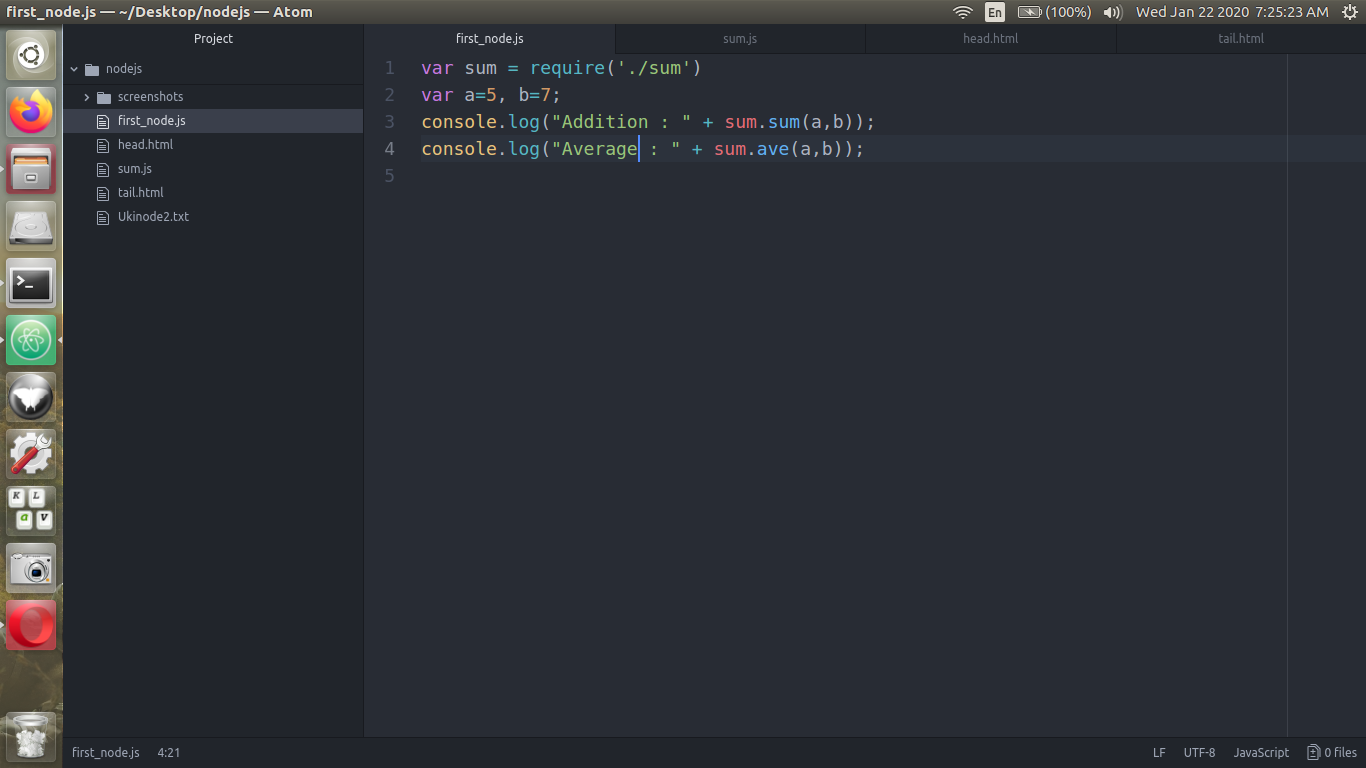 first_node.js — ~/Desktop/nodejs — Atom
En (100%) Wed Jan 22 2020 7:25:23 AM
Project
nodejs
screenshots
first_node.js
head.html
sum.js
tail.html
Ukinode2.txt
first_node.js sum.js head.html tail.html
1 var sum = require('./sum')
2 var a=5, b=7;
3 console.log("Addition : " + sum.sum(a,b));
4 console.log("Average : " + sum.ave(a,b));
5
>_
K L
a v
first_node.js 4:21 LF UTF-8 JavaScript 0 files